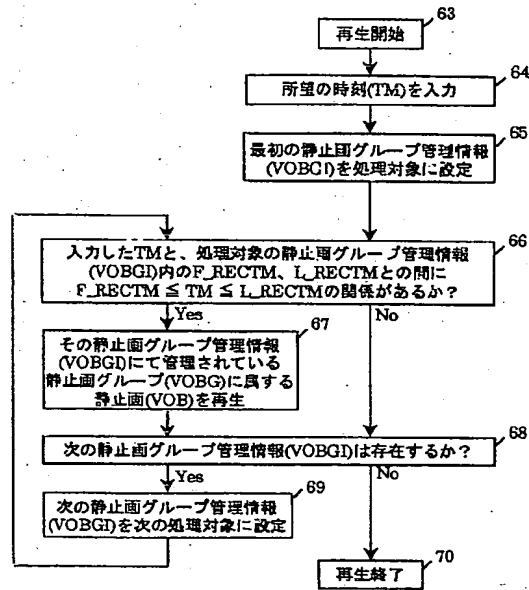 63
再生開始
64
所望の時刻(TM)を入力
65
最初の静止画グループ管理情報
(VOBGI)を処理対象に設定
66
入力したTMと、処理対象の静止画グループ管理情報
(VOBGI)内のF_RECTM、L_RECTMとの間に
F_RECTM ≦ TM ≦ L_RECTMの関係があるか?
Yes
No
67
その静止画グループ管理情報
(VOBGI)にて管理されている
静止画グループ(VOBG)に属する
静止画(VOB)を再生
68
次の静止画グループ管理情報(VOBGI)は存在するか?
Yes
No
69
次の静止画グループ管理情報
(VOBGI)を次の処理対象に設定
70
再生終了